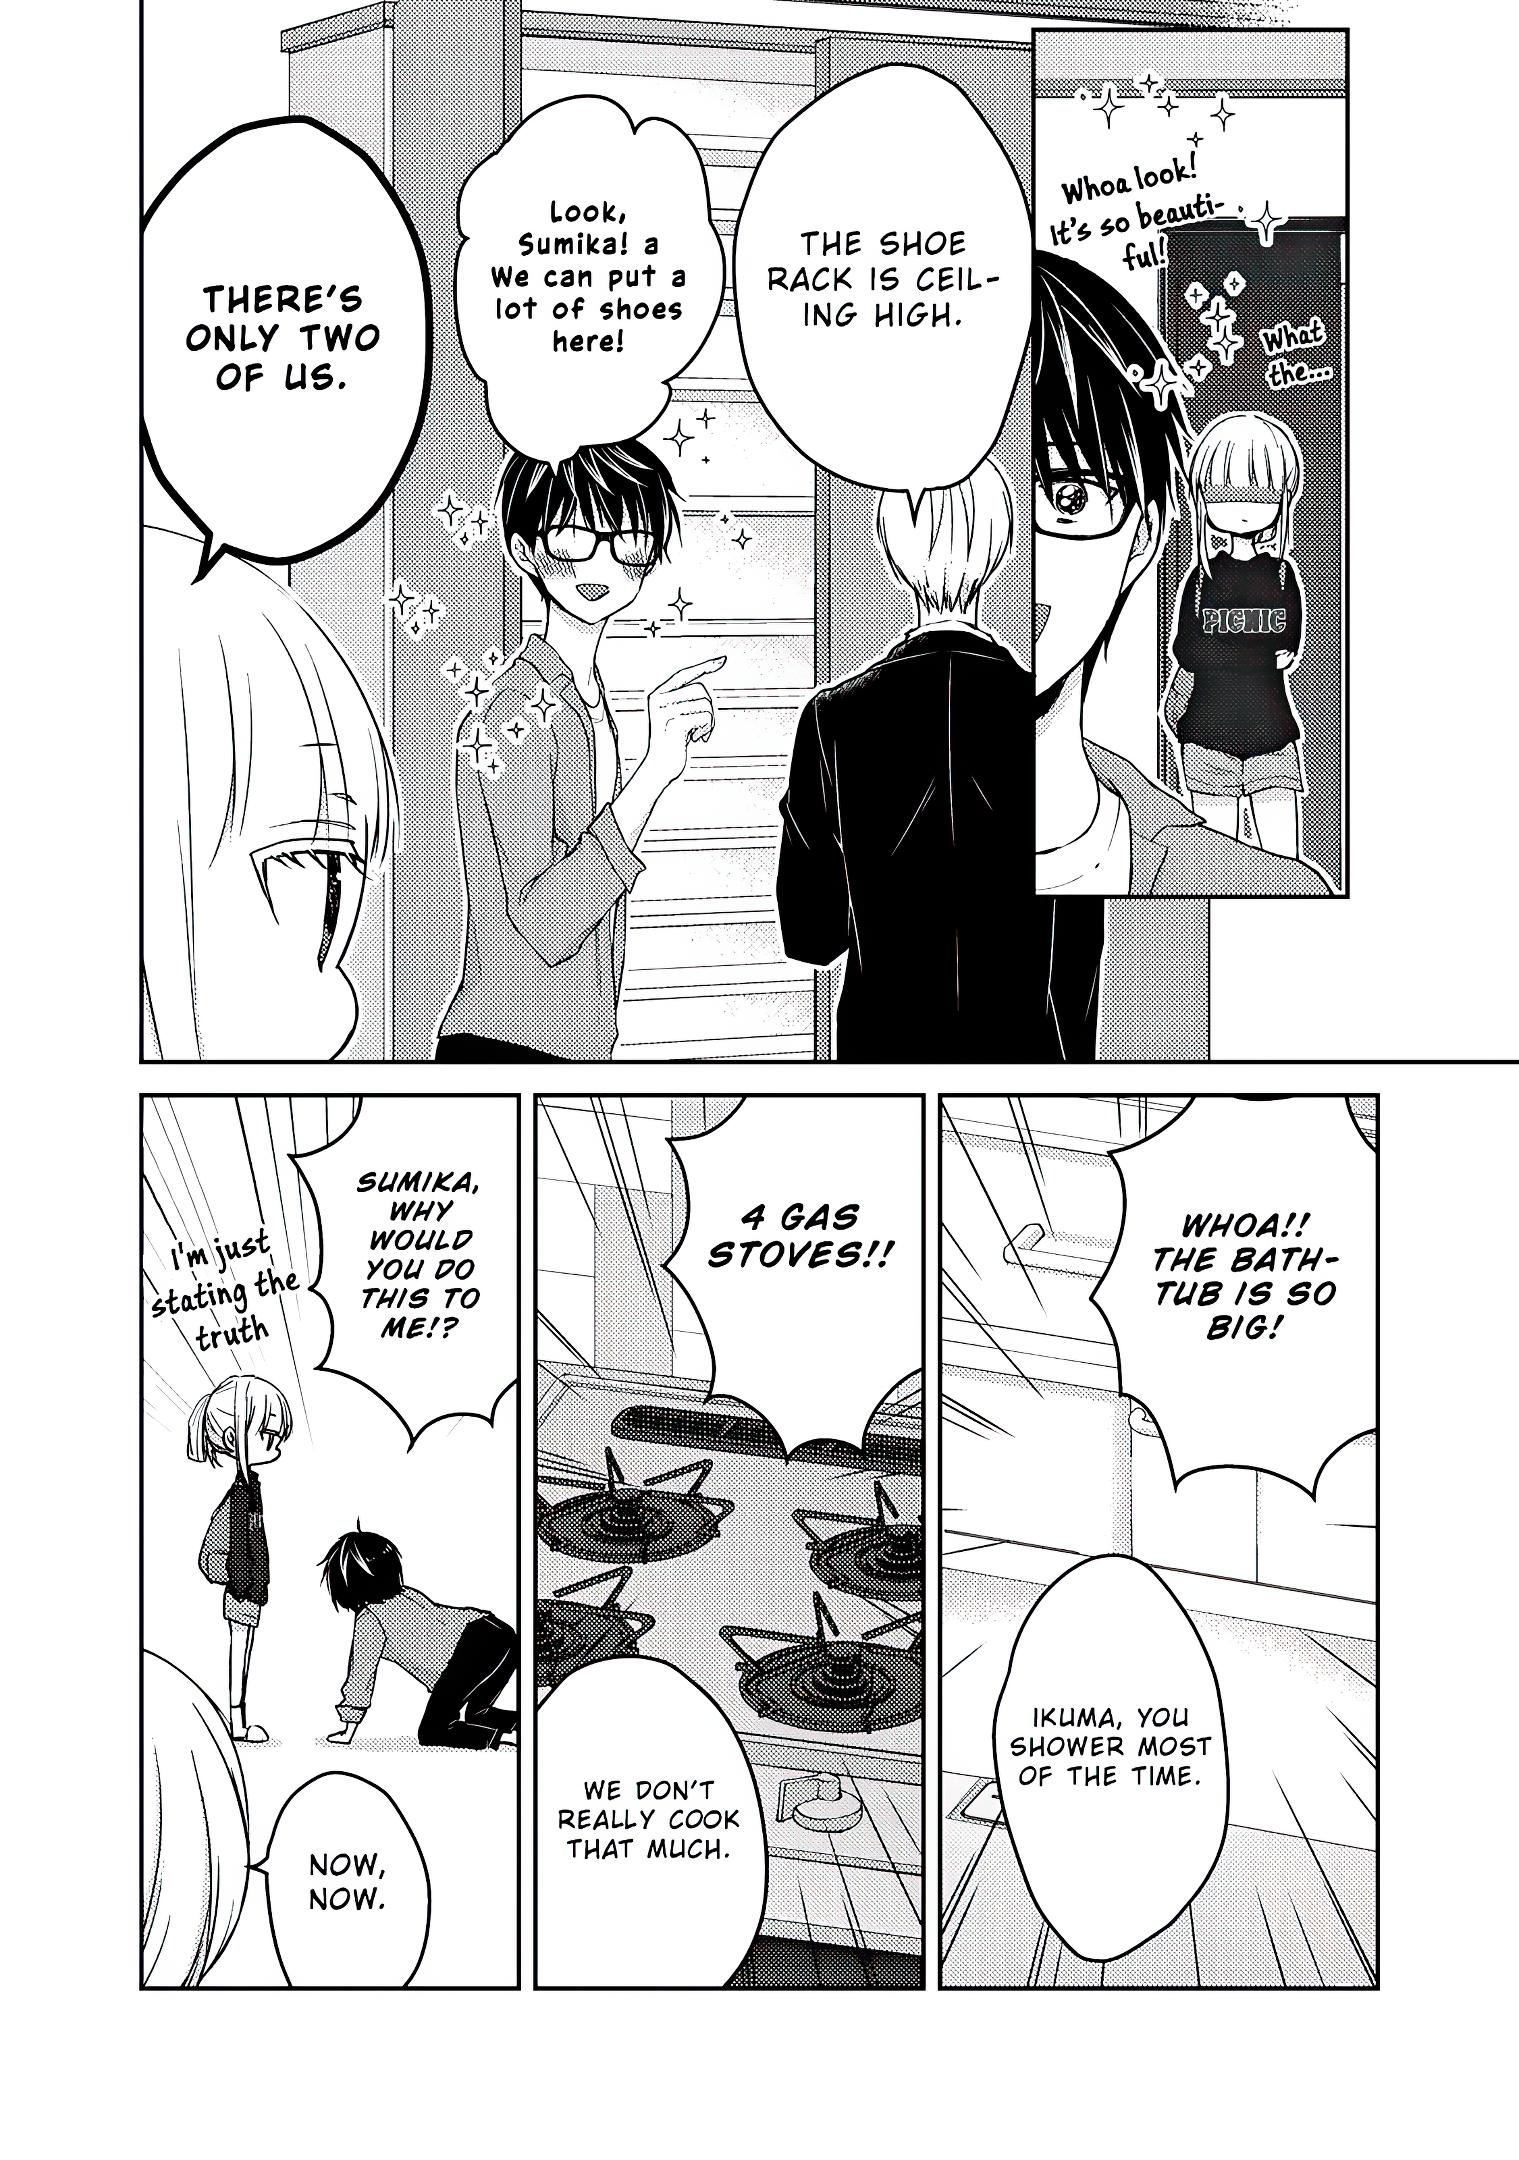 Whoa look!
It's so beauti-
ful!
What
the...
PICNIC
THE SHOE
RACK IS CEIL-
ING HIGH.
Look,
Sumika! a
We can put a
lot of shoes
here!
THERE'S
ONLY TWO
OF US.
WHOA!!
THE BATH-
TUB IS SO
BIG!
IKUMA, YOU
SHOWER MOST
OF THE TIME.
4 GAS
STOVES!!
WE DON'T
REALLY COOK
THAT MUCH.
SUMIKA,
WHY
WOULD
YOU DO
THIS TO
ME!?
I'm just
stating the
truth
NOW,
NOW.